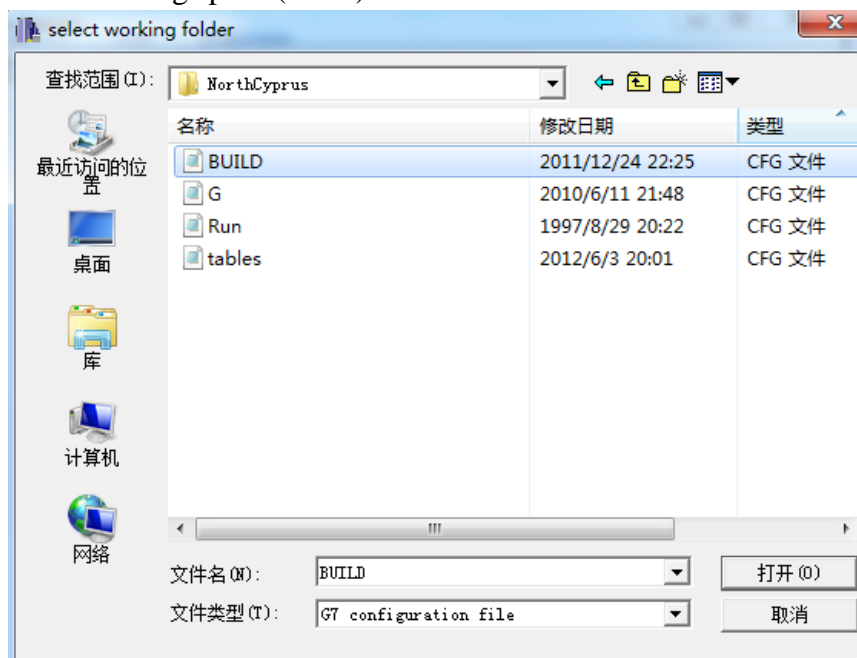 select working folder
查找范围(I):
NorthCyprus
名称 修改日期 类型
最近访问的位置
桌面
库
计算机
网络
BUILD 2011/12/24 22:25 CFG 文件
G 2010/6/11 21:48 CFG 文件
Run 1997/8/29 20:22 CFG 文件
tables 2012/6/3 20:01 CFG 文件
文件名(N): BUILD 打开(O)
文件类型(T): G7 configuration file 取消